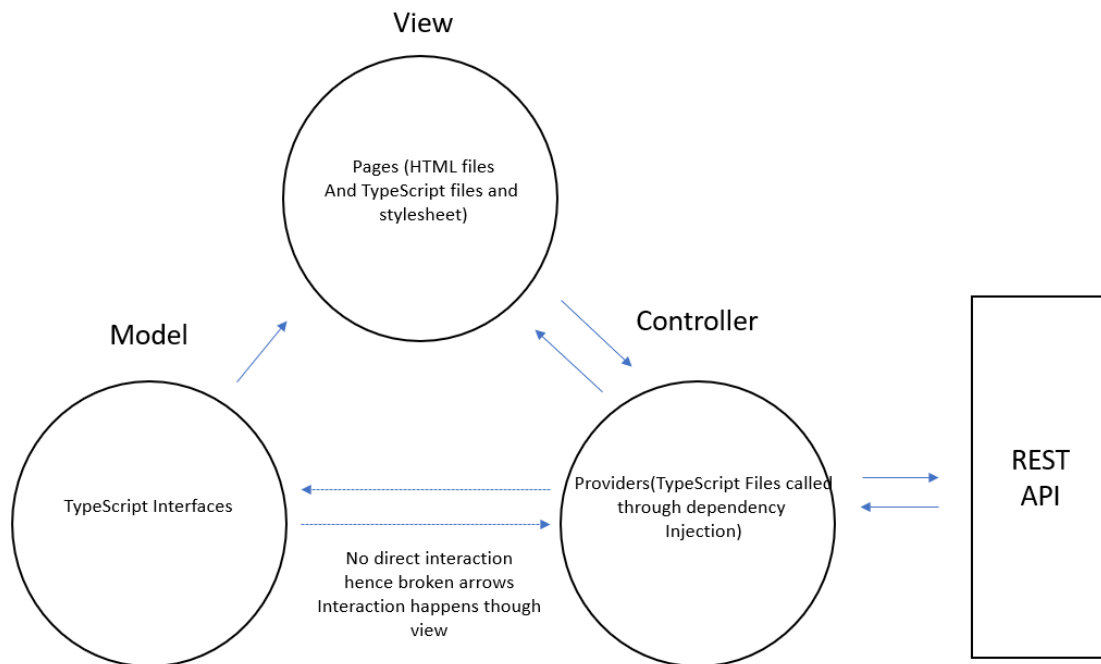 View
Pages (HTML files
And TypeScript files and
stylesheet)
Model
Controller
TypeScript Interfaces
Providers(TypeScript Files called
through dependency
Injection)
REST
API
No direct interaction
hence broken arrows
Interaction happens though
view